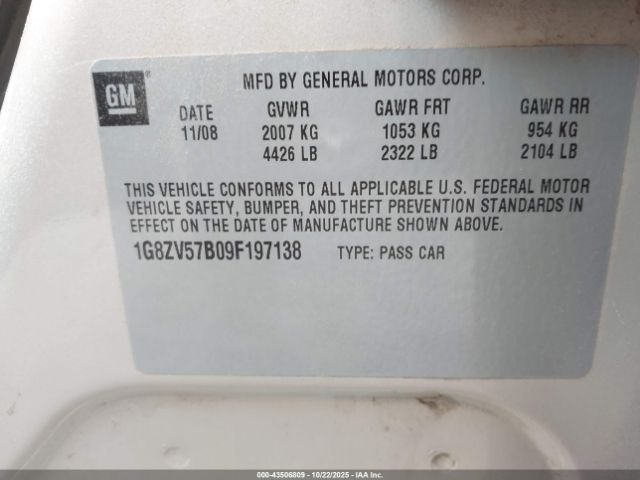 GM
MFD BY GENERAL MOTORS CORP.
DATE GVWR GAWR FRT GAWR RR
11/08 2007 KG 1053 KG 954 KG
4426 LB 2322 LB 2104 LB
THIS VEHICLE CONFORMS TO ALL APPLICABLE U.S. FEDERAL MOTOR
VEHICLE SAFETY, BUMPER, AND THEFT PREVENTION STANDARDS IN
EFFECT ON THE DATE OF MANUFACTURE SHOWN ABOVE.
1G8ZV57B09F197138 TYPE: PASS CAR
000-43506809 - 10/22/2025 - IAAI.COM